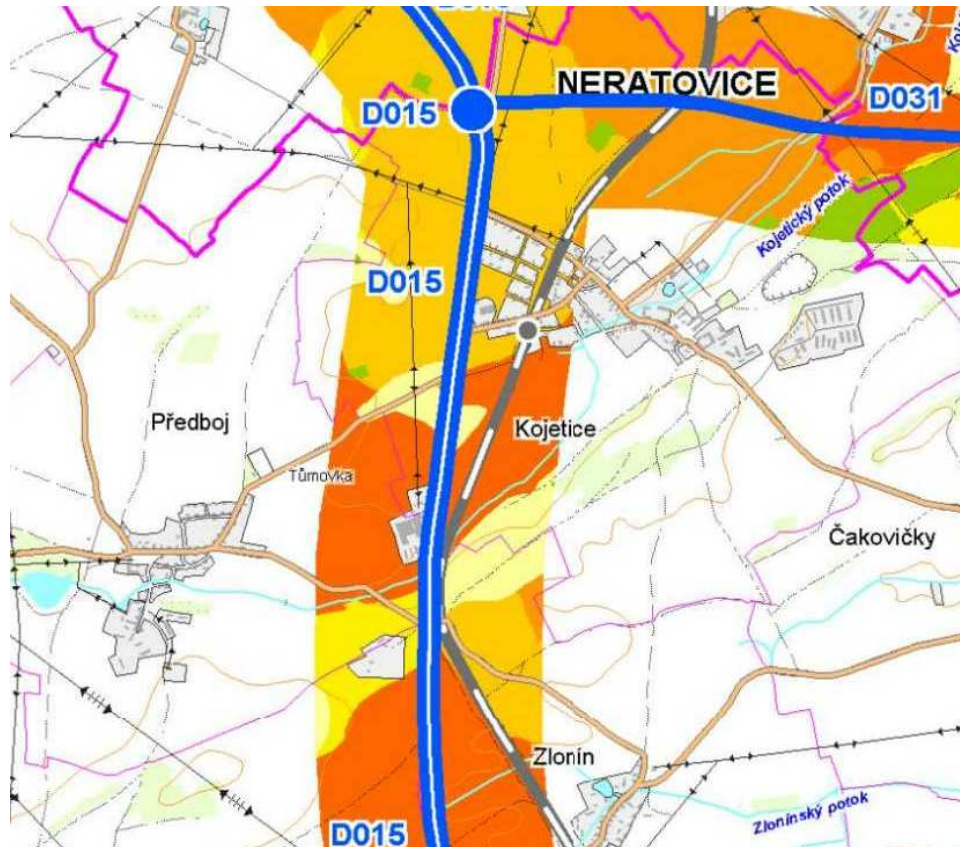 NERATOVICE
D015
D031
Kojetický potok
D015
Předboj
Kojetice
Tůmovka
Čakovičky
Zlonín
Zlonínský potok
D015